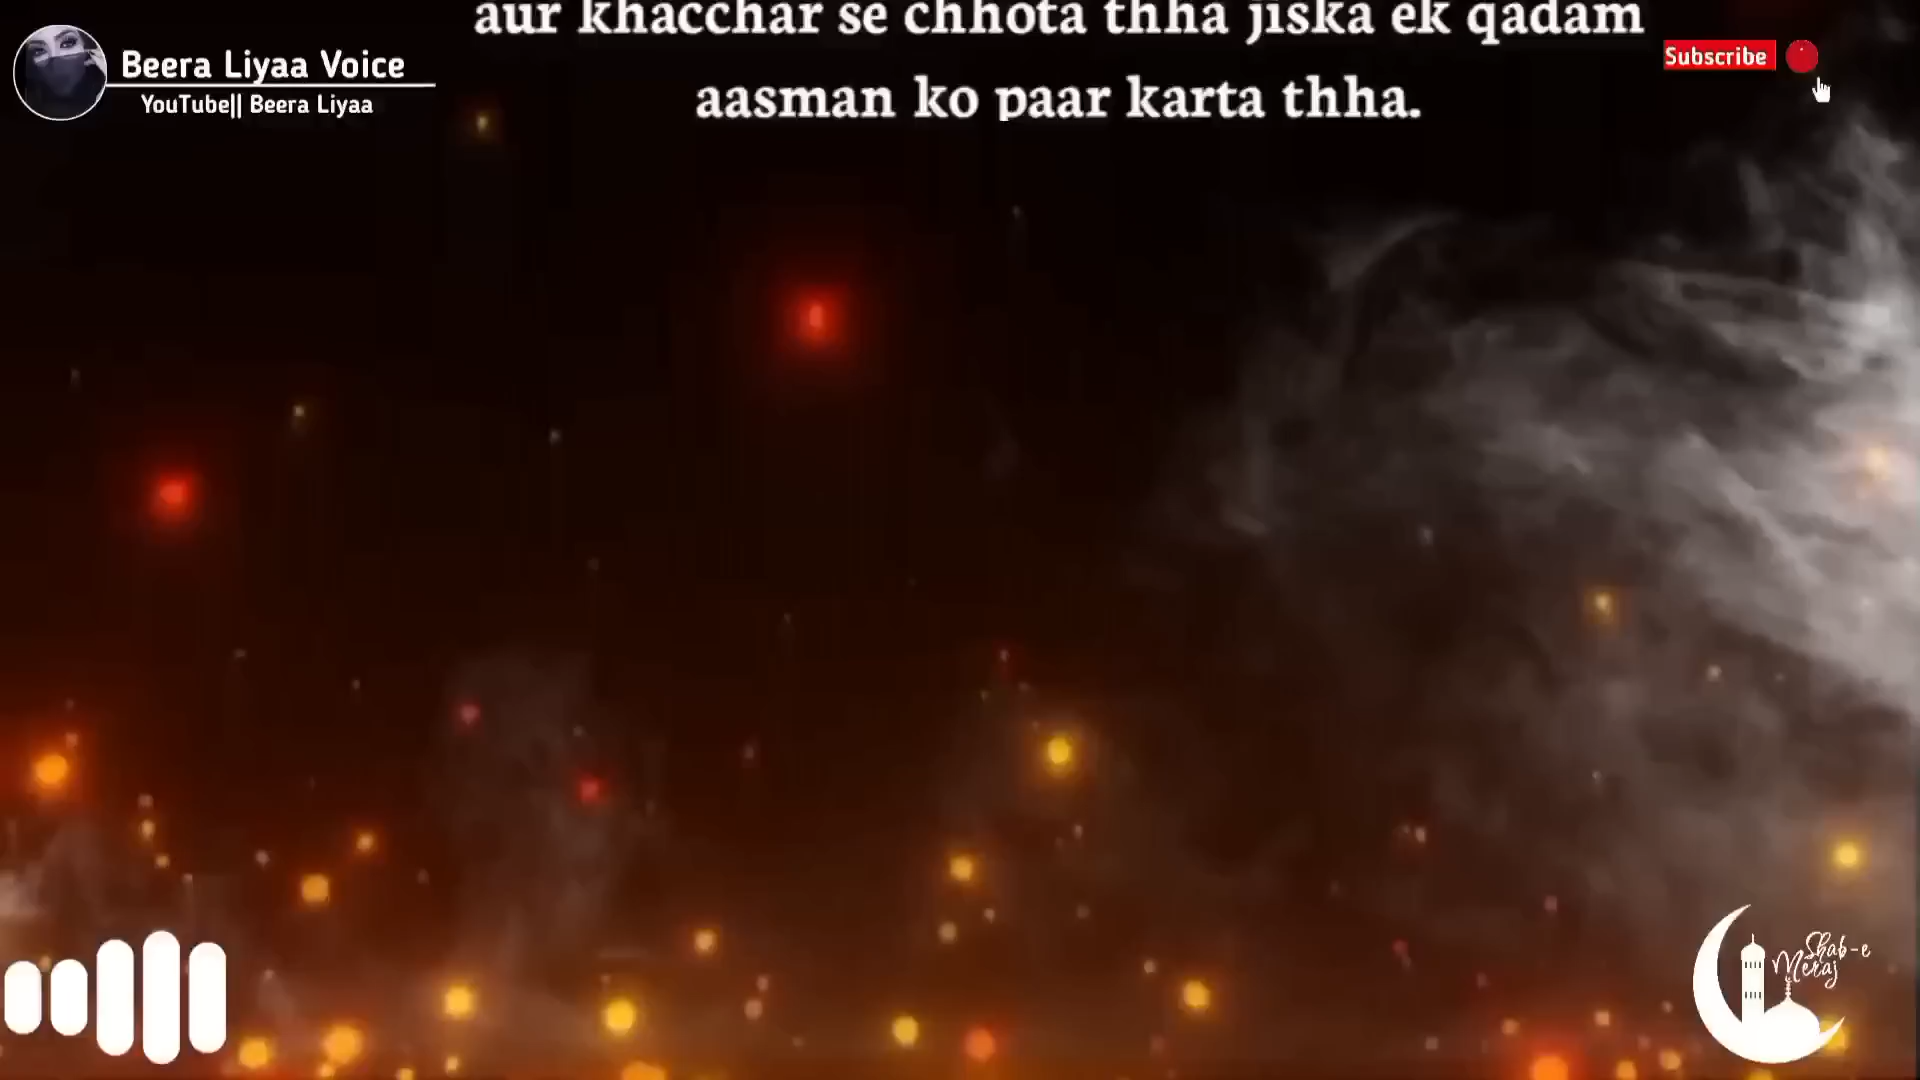 aur khacchar se chhota thha jiska ek qadam
aasman ko paar karta thha.
Beera Liyaa Voice
YouTube|| Beera Liyaa
Subscribe
Shab-e
Meraj